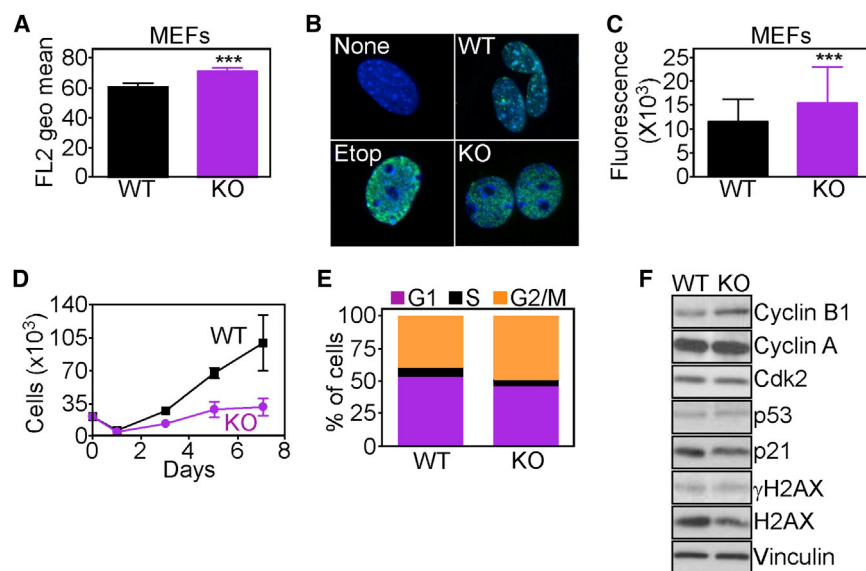 A
MEFs
***
FL2 geo mean
80
60
40
20
0
WT
KO
B
None
WT
Etop
KO
C
MEFs
***
Fluorescence
(X10³)
25
20
15
10
5
0
WT
KO
D
Cells (x10³)
140
105
70
35
0
WT
KO
0 2 4 6 8
Days
E
G1 S G2/M
% of cells
100
75
50
25
0
WT
KO
F
WT KO
Cyclin B1
Cyclin A
Cdk2
p53
p21
γH2AX
H2AX
Vinculin